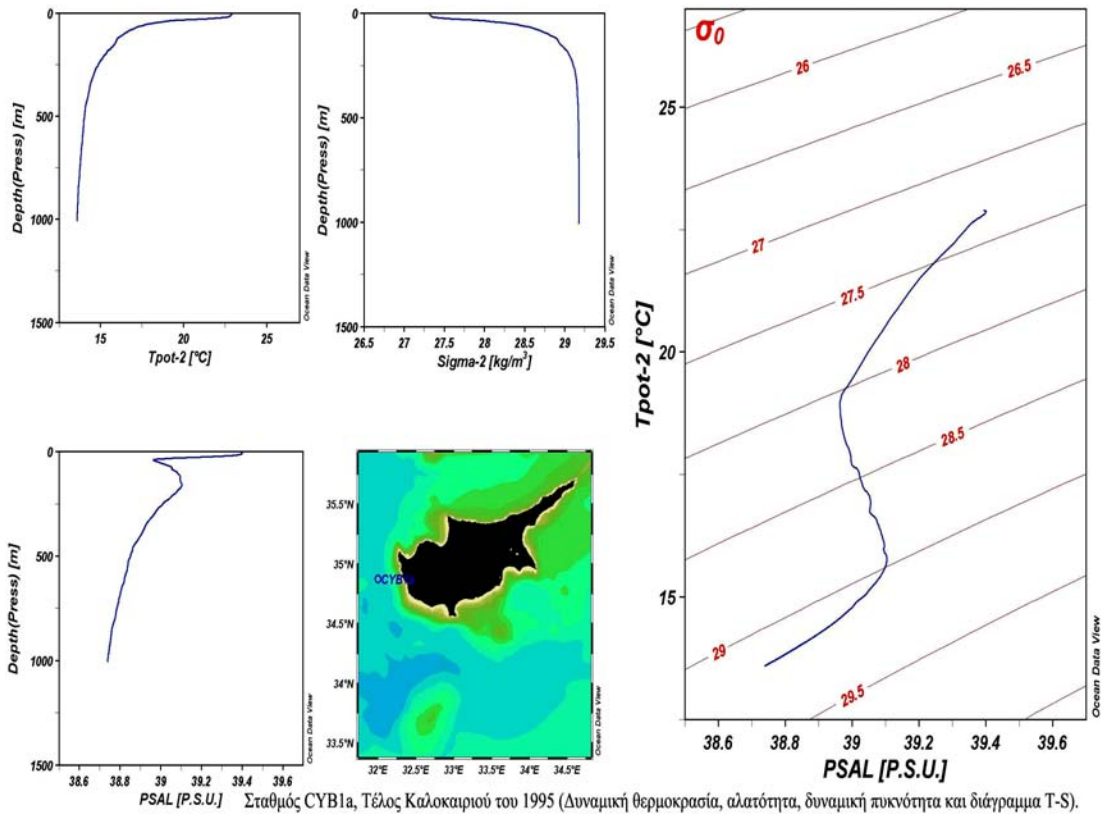 0
500
1000
1500
Depth(Press) [m]
15
20
25
Tpot-2 [°C]
Ocean Data View
0
500
1000
1500
Depth(Press) [m]
26.5
27
27.5
28
28.5
29
29.5
Sigma-2 [kg/m³]
Ocean Data View
σ₀
26
26.5
27
27.5
28
28.5
29
29.5
25
20
15
Tpot-2 [°C]
38.6
38.8
39
39.2
39.4
39.6
PSAL [P.S.U.]
Ocean Data View
0
500
1000
1500
Depth(Press) [m]
38.6
38.8
39
39.2
39.4
39.6
PSAL [P.S.U.]
Ocean Data View
35.5°N
35°N
34.5°N
34°N
33.5°N
CYB1a
32°E
32.5°E
33°E
33.5°E
34°E
34.5°E
Ocean Data View
Σταθμός CYB1a, Τέλος Καλοκαιριού του 1995 (Δυναμική θερμοκρασία, αλατότητα, δυναμική πυκνότητα και διάγραμμα T-S).